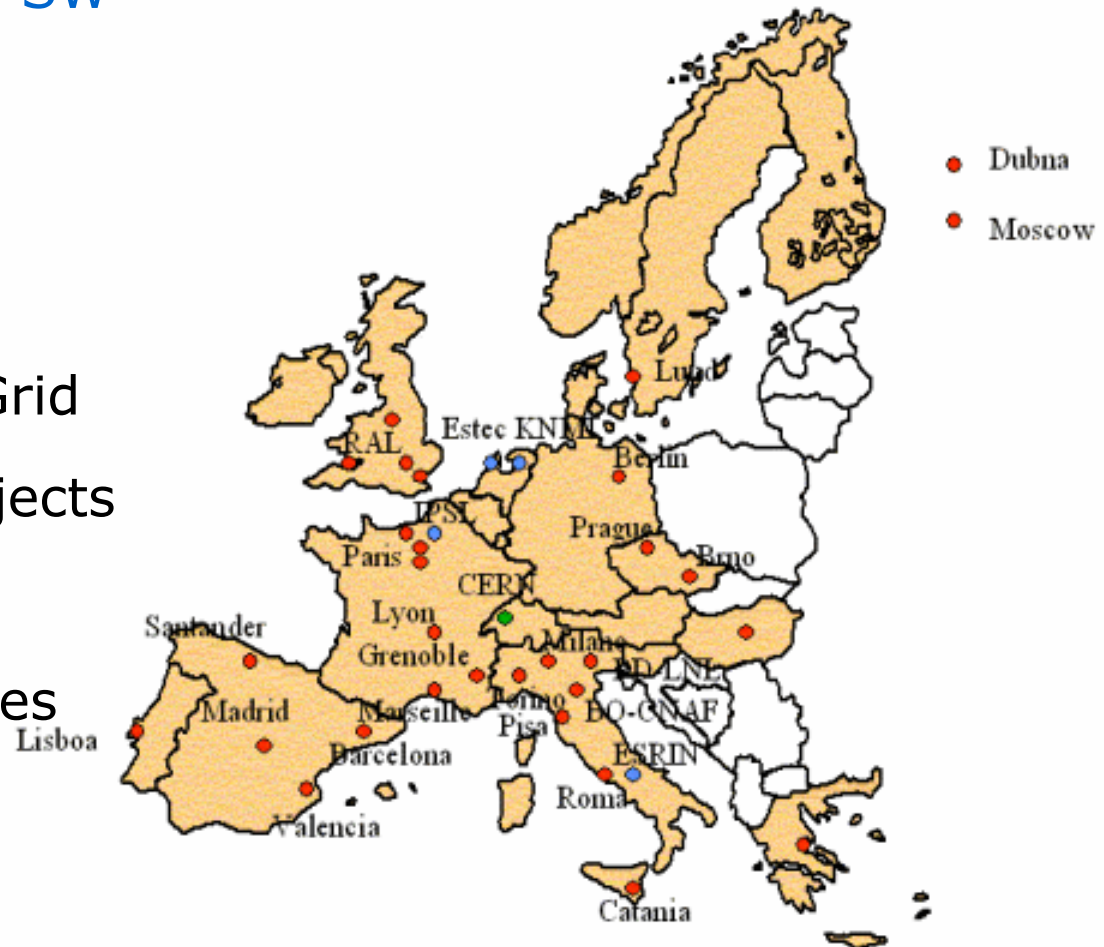 SW
Dubna
Moscow
Grid
Lund
Estec KNMI
RAL
Berlin
jects
IPSL
Prague
Paris
Brno
CERN
Lyon
Santander
Milano
Grenoble
PD-LNL
es
Torino
Madrid
Marseille
BO-CNAF
Pisa
Lisboa
Barcelona
ESRIN
Roma
Valencia
Catania